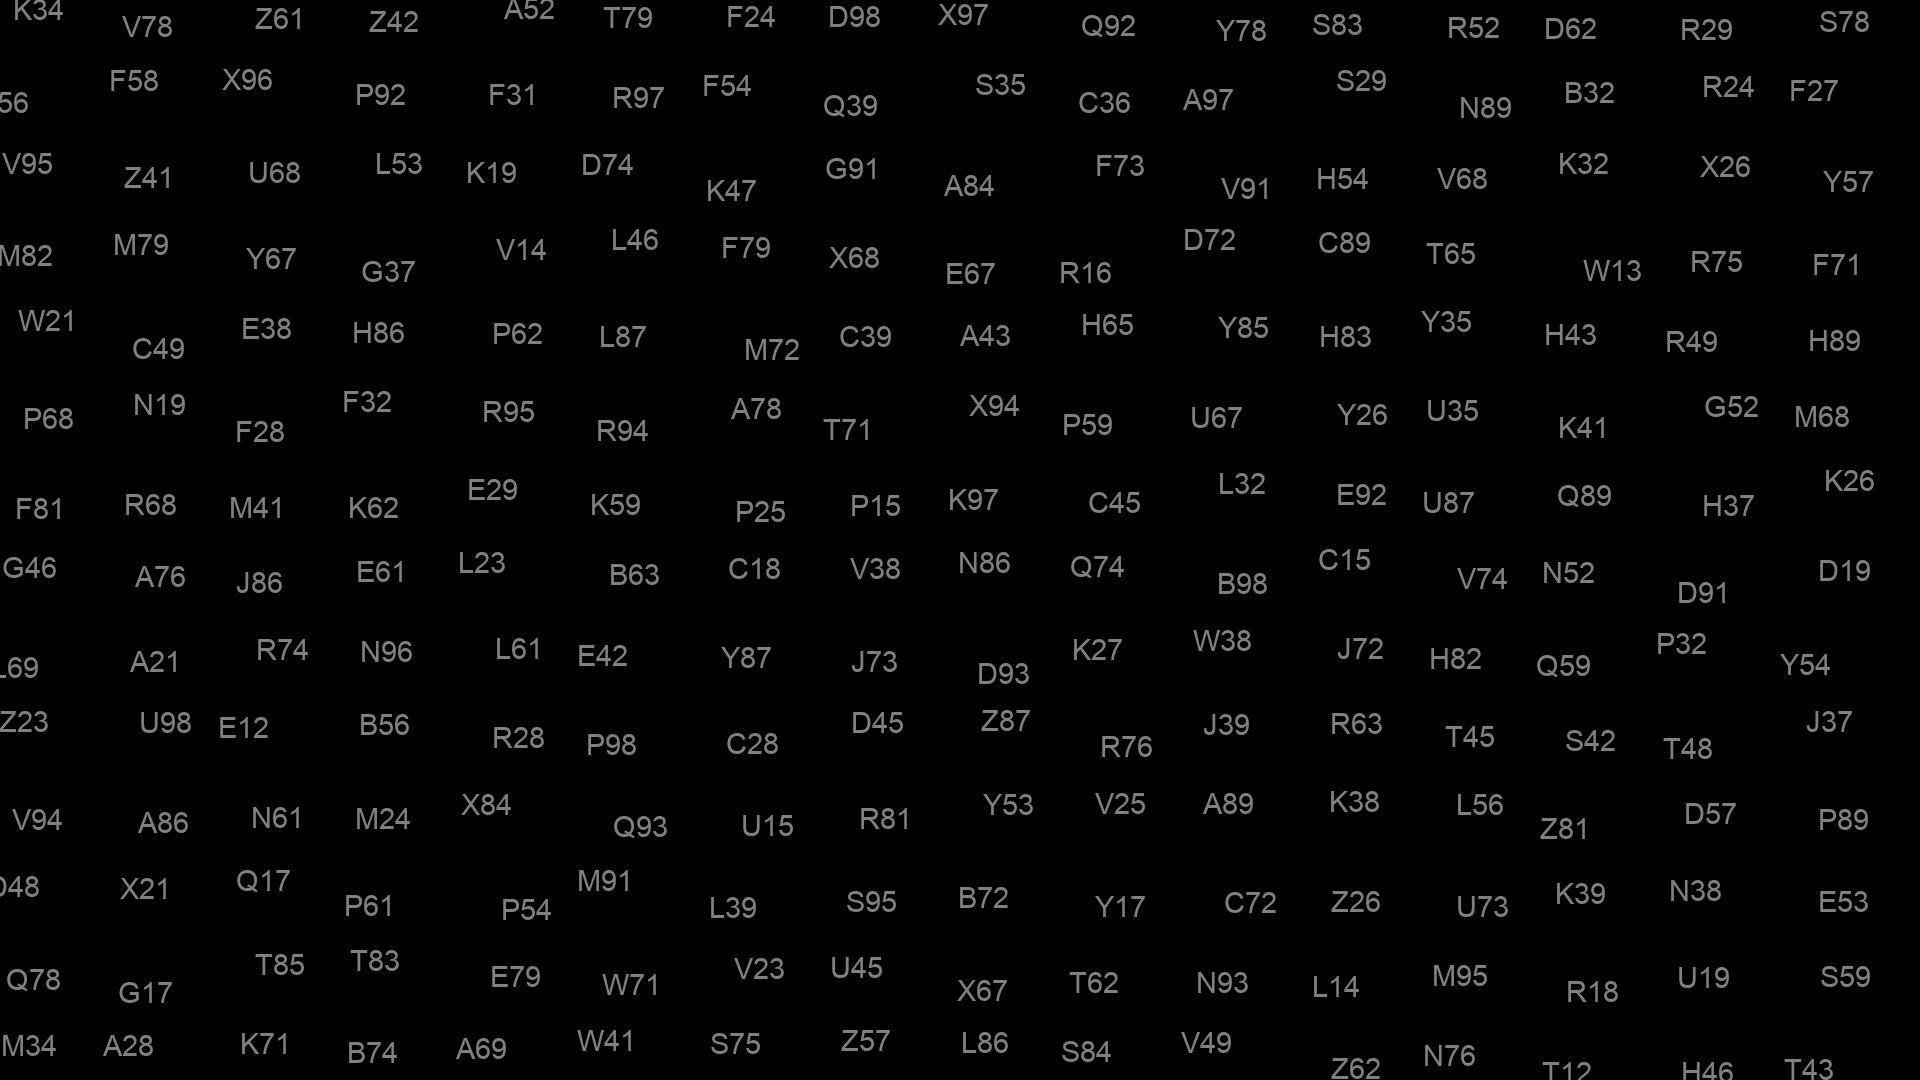 K34 V78 Z61 Z42 A52 T79 F24 D98 X97 Q92 Y78 S83 R52 D62 R29 S78
56 F58 X96 P92 F31 R97 F54 Q39 S35 C36 A97 S29 N89 B32 R24 F27
V95 Z41 U68 L53 K19 D74 K47 G91 A84 F73 V91 H54 V68 K32 X26 Y57
M82 M79 Y67 G37 V14 L46 F79 X68 E67 R16 D72 C89 T65 W13 R75 F71
W21 C49 E38 H86 P62 L87 M72 C39 A43 H65 Y85 H83 Y35 H43 R49 H89
P68 N19 F28 F32 R95 R94 A78 T71 X94 P59 U67 Y26 U35 K41 G52 M68
F81 R68 M41 K62 E29 K59 P25 P15 K97 C45 L32 E92 U87 Q89 H37 K26
G46 A76 J86 E61 L23 B63 C18 V38 N86 Q74 B98 C15 V74 N52 D91 D19
L69 A21 R74 N96 L61 E42 Y87 J73 D93 K27 W38 J72 H82 Q59 P32 Y54
Z23 U98 E12 B56 R28 P98 C28 D45 Z87 R76 J39 R63 T45 S42 T48 J37
V94 A86 N61 M24 X84 Q93 U15 R81 Y53 V25 A89 K38 L56 Z81 D57 P89
48 X21 Q17 P61 P54 M91 L39 S95 B72 Y17 C72 Z26 U73 K39 N38 E53
Q78 G17 T85 T83 E79 W71 V23 U45 X67 T62 N93 L14 M95 R18 U19 S59
M34 A28 K71 B74 A69 W41 S75 Z57 L86 S84 V49 Z62 N76 T12 H46 T43